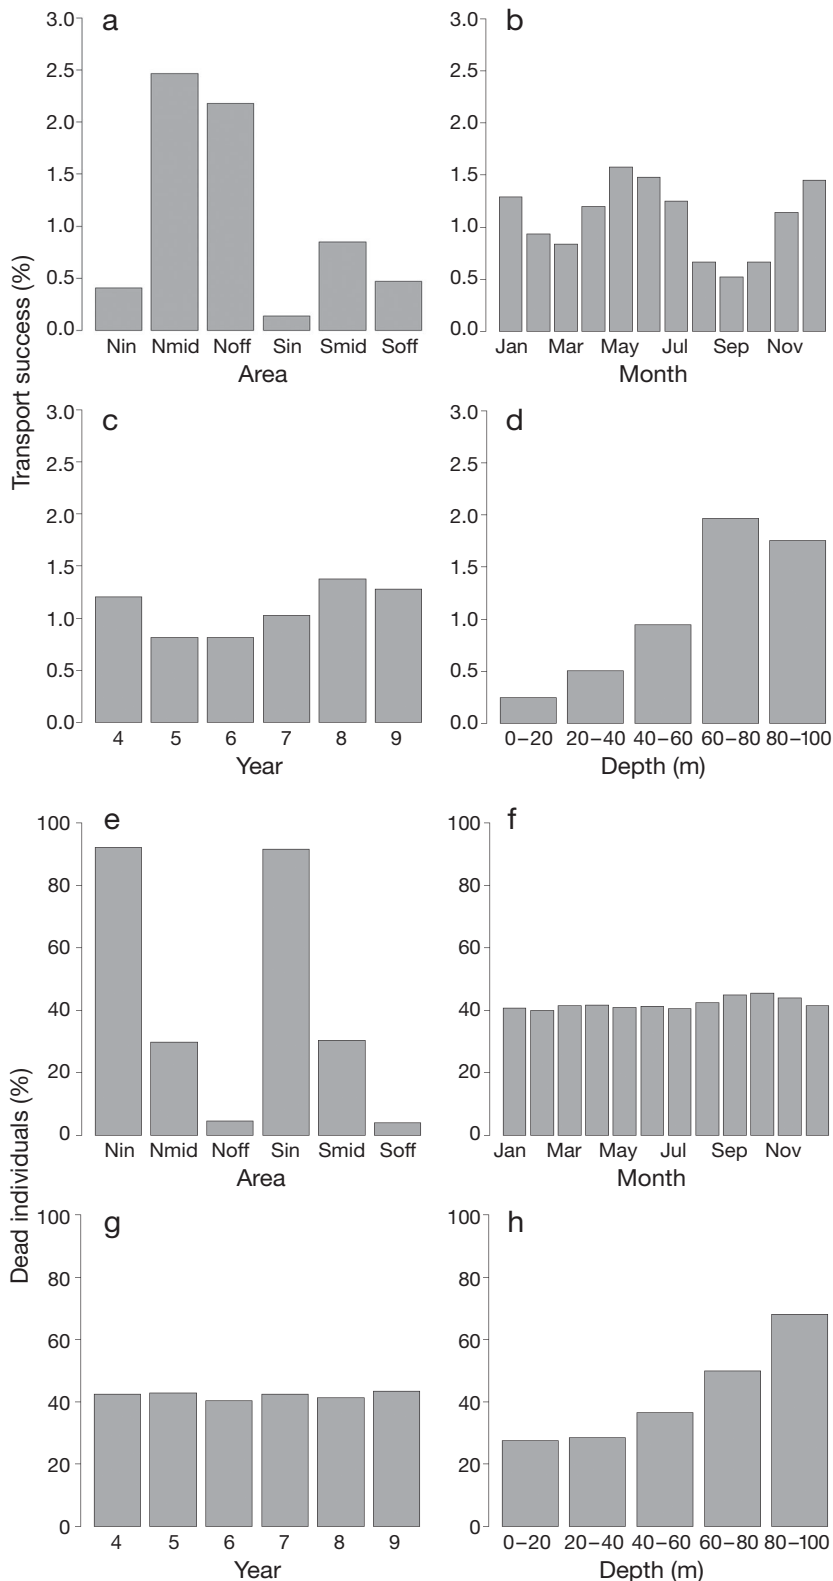 a
3.0
2.5
2.0
1.5
1.0
0.5
0.0
Nin Nmid Noff Sin Smid Soff
Area
b
3.0
2.5
2.0
1.5
1.0
0.5
0.0
Jan Mar May Jul Sep Nov
Month
Transport success (%)
c
3.0
2.5
2.0
1.5
1.0
0.5
0.0
4 5 6 7 8 9
Year
d
3.0
2.5
2.0
1.5
1.0
0.5
0.0
0–20 20–40 40–60 60–80 80–100
Depth (m)
e
100
80
60
40
20
0
Nin Nmid Noff Sin Smid Soff
Area
f
100
80
60
40
20
0
Jan Mar May Jul Sep Nov
Month
Dead individuals (%)
g
100
80
60
40
20
0
4 5 6 7 8 9
Year
h
100
80
60
40
20
0
0–20 20–40 40–60 60–80 80–100
Depth (m)